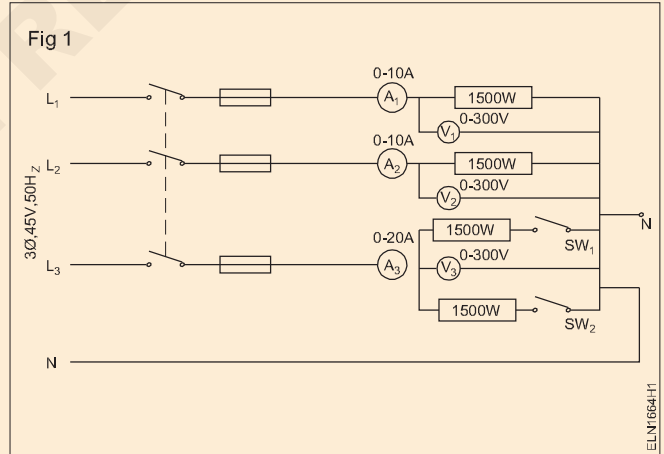 Fig 1
0-10A
L1
A1
1500W
V1
0-300V
0-10A
L2
A2
1500W
V2
0-300V
3Ø,45V,50HZ
1500W
SW1
N
0-20A
L3
A3
V3
0-300V
1500W
SW2
N
ELN1664H1